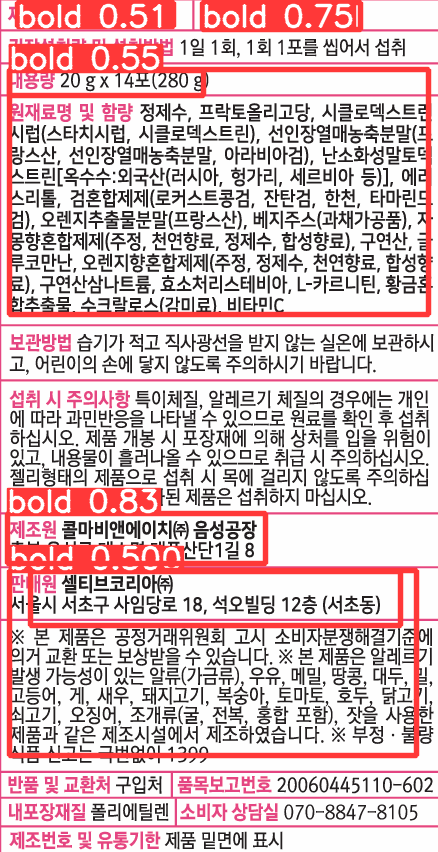 bold 0.51 bold 0.75
1일 1회, 1회 1포를 씹어서 섭취
bold 0.55
내용량 20 g x 14포(280 g)
원재료명 및 함량 정제수, 프락토올리고당, 시클로덱스트린
시럽(스타치시럽, 시클로덱스트린), 선인장열매농축분말(프
랑스산, 선인장열매농축분말, 아라비아검), 난소화성말토덱
스트린[옥수수:외국산(러시아, 헝가리, 세르비아 등)], 에리
스리톨, 검혼합제제(로커스트콩검, 잔탄검, 한천, 타마린드
검), 오렌지추출물분말(프랑스산), 베지주스(과채가공품), 자
몽향혼합제제(주정, 천연향료, 정제수, 합성향료), 구연산, 글
루코만난, 오렌지향혼합제제(주정, 정제수, 천연향료, 합성향
료), 구연산삼나트륨, 효소처리스테비아, L-카르니틴, 황금혼
합추출물, 수크랄로스(감미료), 비타민C
보관방법 습기가 적고 직사광선을 받지 않는 실온에 보관하시
고, 어린이의 손에 닿지 않도록 주의하시기 바랍니다.
섭취 시 주의사항 특이체질, 알레르기 체질의 경우에는 개인
에 따라 과민반응을 나타낼 수 있으므로 원료를 확인 후 섭취
하십시오. 제품 개봉 시 포장재에 의해 상처를 입을 위험이
있고, 내용물이 흘러나올 수 있으므로 취급 시 주의하십시오.
젤리형태의 제품으로 섭취 시 목에 걸리지 않도록 주의하십
된 제품은 섭취하지 마십시오.
bold 0.83
제조원 콜마비앤에이치㈜ 음성공장
산단1길 8
bold 0.500
판매원 셀티브코리아㈜
서울시 서초구 사임당로 18, 석오빌딩 12층 (서초동)
※ 본 제품은 공정거래위원회 고시 소비자분쟁해결기준에
의거 교환 또는 보상받을 수 있습니다. ※ 본 제품은 알레르기
발생 가능성이 있는 알류(가금류), 우유, 메밀, 땅콩, 대두, 밀,
고등어, 게, 새우, 돼지고기, 복숭아, 토마토, 호두, 닭고기,
쇠고기, 오징어, 조개류(굴, 전복, 홍합 포함), 잣을 사용한
제품과 같은 제조시설에서 제조하였습니다. ※ 부정 · 불량
식품 신고는 국번없이 1399
반품 및 교환처 구입처 품목보고번호 20060445110-602
내포장재질 폴리에틸렌 소비자 상담실 070-8847-8105
제조번호 및 유통기한 제품 밑면에 표시